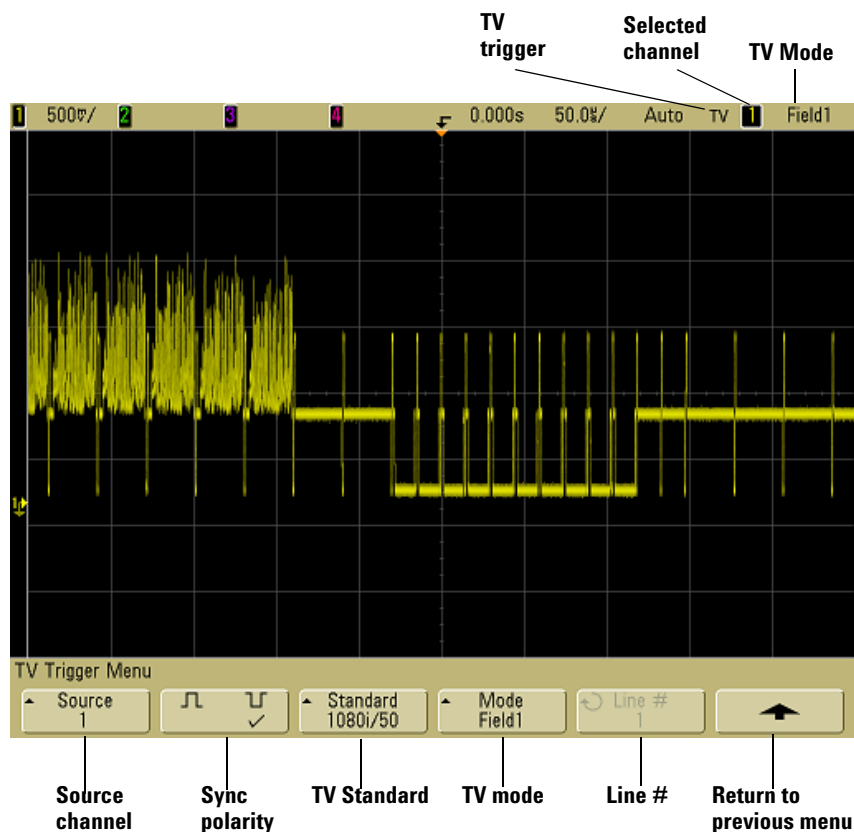 TV trigger
Selected channel
TV Mode
1 500mV/ 2 3 4 0.000s 50.0µs/ Auto TV 1 Field1
1
TV Trigger Menu
Source
1
Standard
1080i/50
Mode
Field1
Line #
1
Source channel
Sync polarity
TV Standard
TV mode
Line #
Return to previous menu